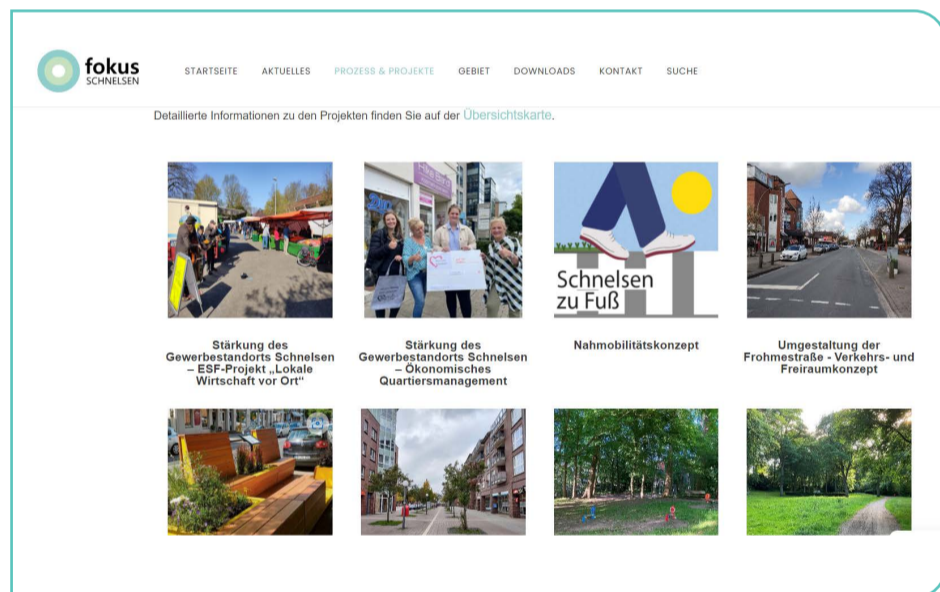 fokus
SCHNELSEN
STARTSEITE AKTUELLES PROZESS & PROJEKTE GEBIET DOWNLOADS KONTAKT SUCHE
Detaillierte Informationen zu den Projekten finden Sie auf der Übersichtskarte.
Schnelsen
zu Fuß
Stärkung des
Gewerbestandorts Schnelsen
– ESF-Projekt „Lokale
Wirtschaft vor Ort“
Stärkung des
Gewerbestandorts Schnelsen
– Ökonomisches
Quartiersmanagement
Nahmobilitätskonzept
Umgestaltung der
Frohmestraße - Verkehrs- und
Freiraumkonzept